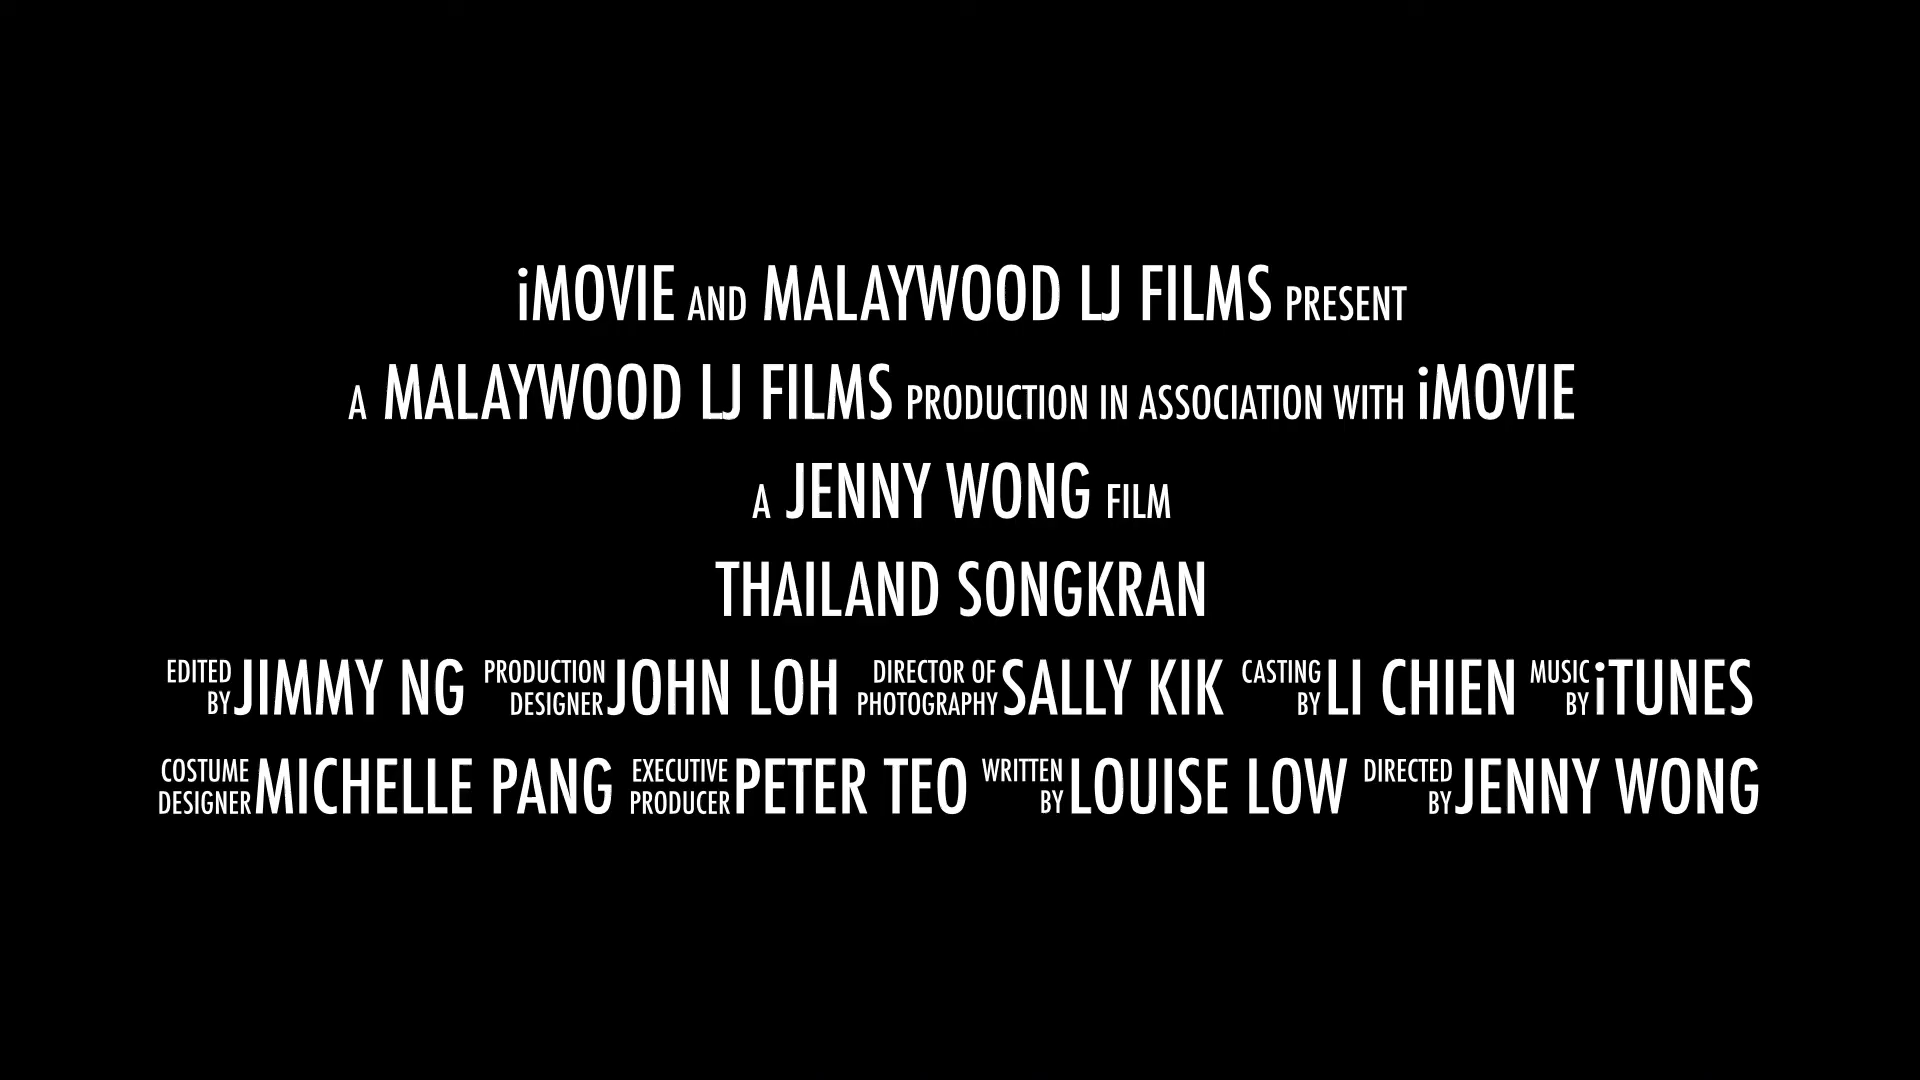 iMOVIE AND MALAYWOOD LJ FILMS PRESENT
A MALAYWOOD LJ FILMS PRODUCTION IN ASSOCIATION WITH iMOVIE
A JENNY WONG FILM
THAILAND SONGKRAN
EDITED BY JIMMY NG PRODUCTION DESIGNER JOHN LOH DIRECTOR OF PHOTOGRAPHY SALLY KIK CASTING BY LI CHIEN MUSIC BY iTUNES
COSTUME DESIGNER MICHELLE PANG EXECUTIVE PRODUCER PETER TEO WRITTEN BY LOUISE LOW DIRECTED BY JENNY WONG